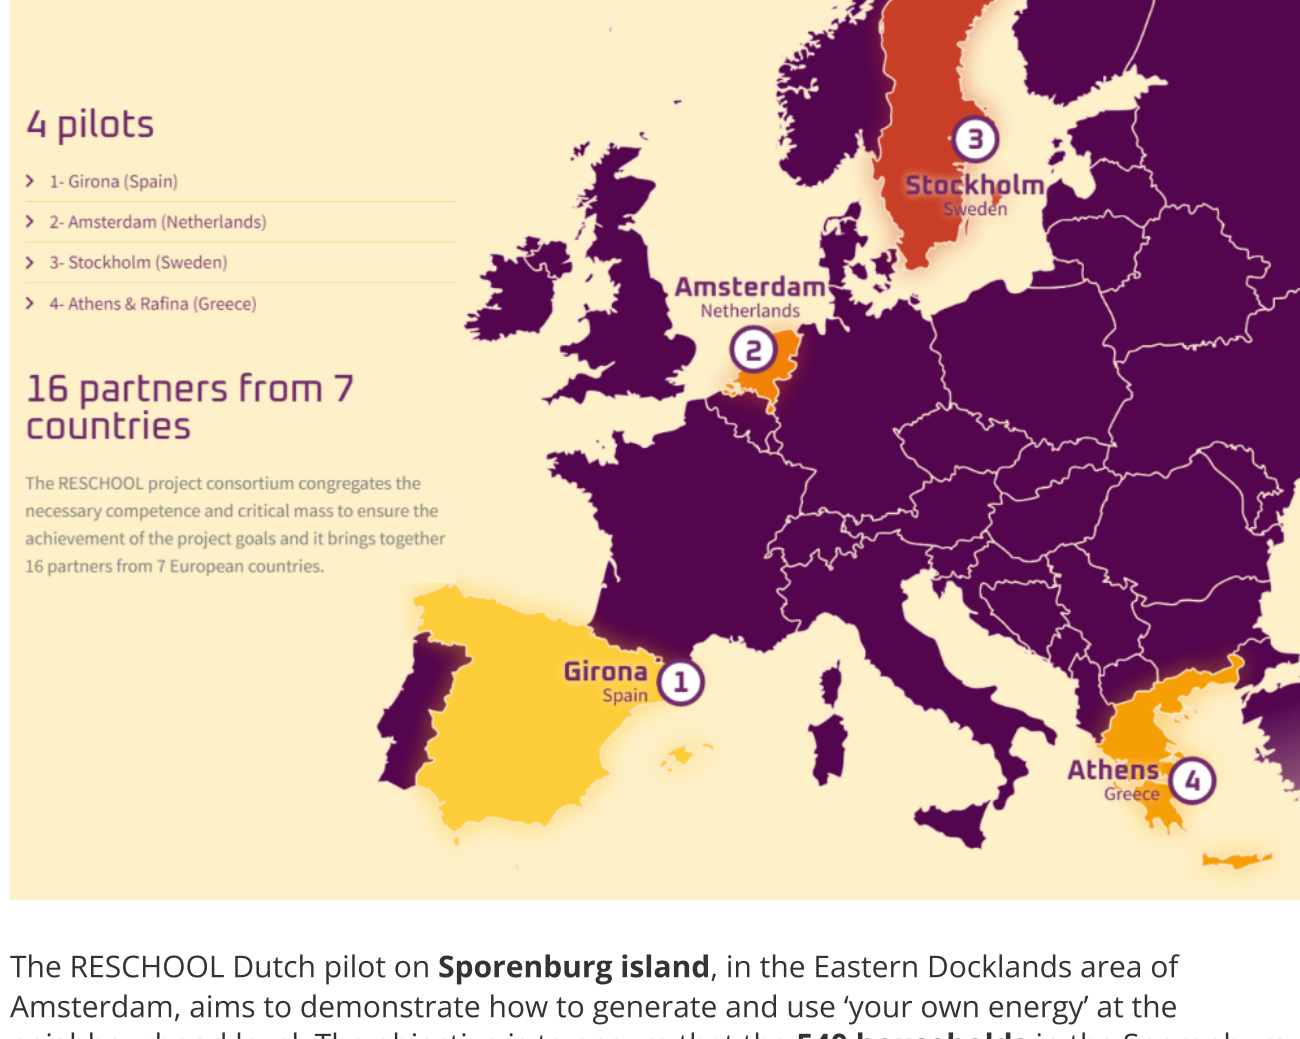 4 pilots
1- Girona (Spain)
2- Amsterdam (Netherlands)
3- Stockholm (Sweden)
4- Athens & Rafina (Greece)
16 partners from 7
countries
The RESCHOOL project consortium congregates the
necessary competence and critical mass to ensure the
achievement of the project goals and it brings together
16 partners from 7 European countries.
3
Stockholm
Sweden
Amsterdam
Netherlands
2
Girona
Spain
1
Athens
Greece
4
The RESCHOOL Dutch pilot on Sporenburg island, in the Eastern Docklands area of
Amsterdam, aims to demonstrate how to generate and use ‘your own energy’ at the